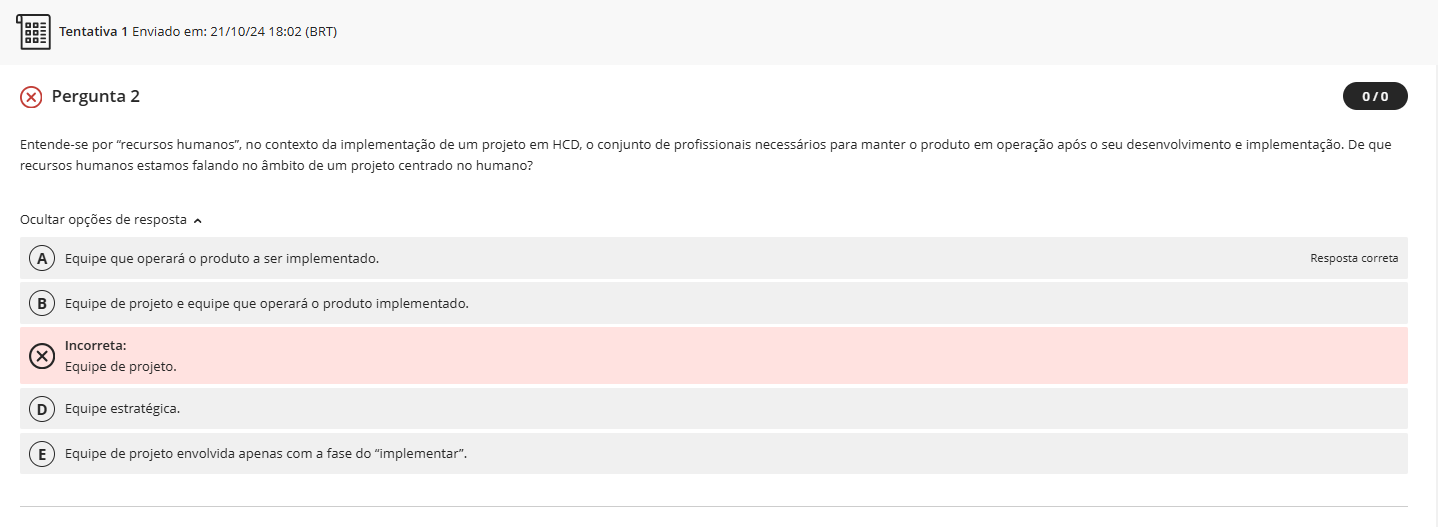 Tentativa 1 Enviado em: 21/10/24 18:02 (BRT)
Pergunta 2
0 / 0
Entende-se por “recursos humanos”, no contexto da implementação de um projeto em HCD, o conjunto de profissionais necessários para manter o produto em operação após o seu desenvolvimento e implementação. De que
recursos humanos estamos falando no âmbito de um projeto centrado no humano?
Ocultar opções de resposta
A Equipe que operará o produto a ser implementado. Resposta correta
B Equipe de projeto e equipe que operará o produto implementado.
Incorreta:
Equipe de projeto.
D Equipe estratégica.
E Equipe de projeto envolvida apenas com a fase do “implementar”.